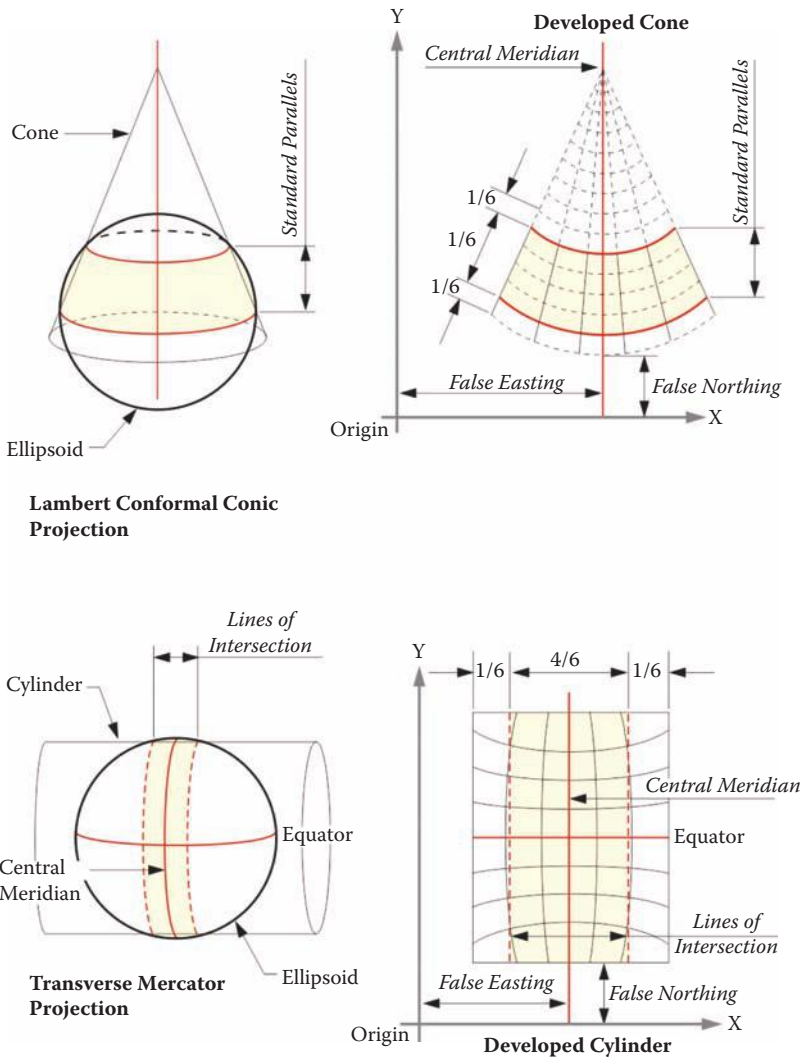 Y
Developed Cone
Central Meridian
Cone
Standard Parallels
Standard Parallels
1/6
1/6
1/6
False Easting
False Northing
X
Origin
Ellipsoid
Lambert Conformal Conic
Projection
Lines of
Intersection
Y
1/6
4/6
1/6
Cylinder
Central Meridian
Equator
Equator
Central
Meridian
Lines of
Intersection
Ellipsoid
Transverse Mercator
Projection
False Easting
False Northing
X
Origin
Developed Cylinder